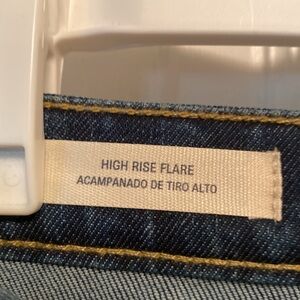 HIGH RISE FLARE
ACAMPANADO DE TIRO ALTO